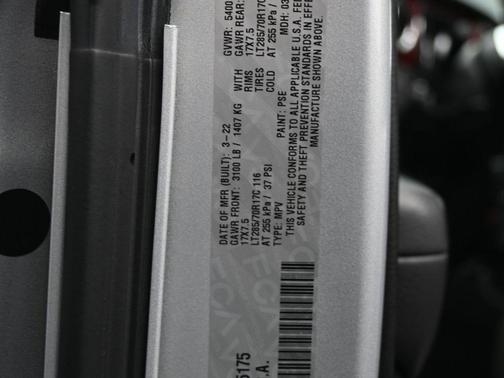 DATE OF MFR (BUILT): 3-22 GVWR: 5400
GAWR FRONT: 3100 LB / 1407 KG WITH GAWR REAR:
17X7.5 RIMS 17X7.5
LT285/70R17C 116 TIRES LT285/70R17C
AT 255 kPa / 37 PSI COLD AT 255 kPa /
TYPE: MPV PAINT: PSE MDH: 03
THIS VEHICLE CONFORMS TO ALL APPLICABLE U.S.A. FE
SAFETY AND THEFT PREVENTION STANDARDS IN EFFE
MANUFACTURE SHOWN ABOVE.
5175
.A.